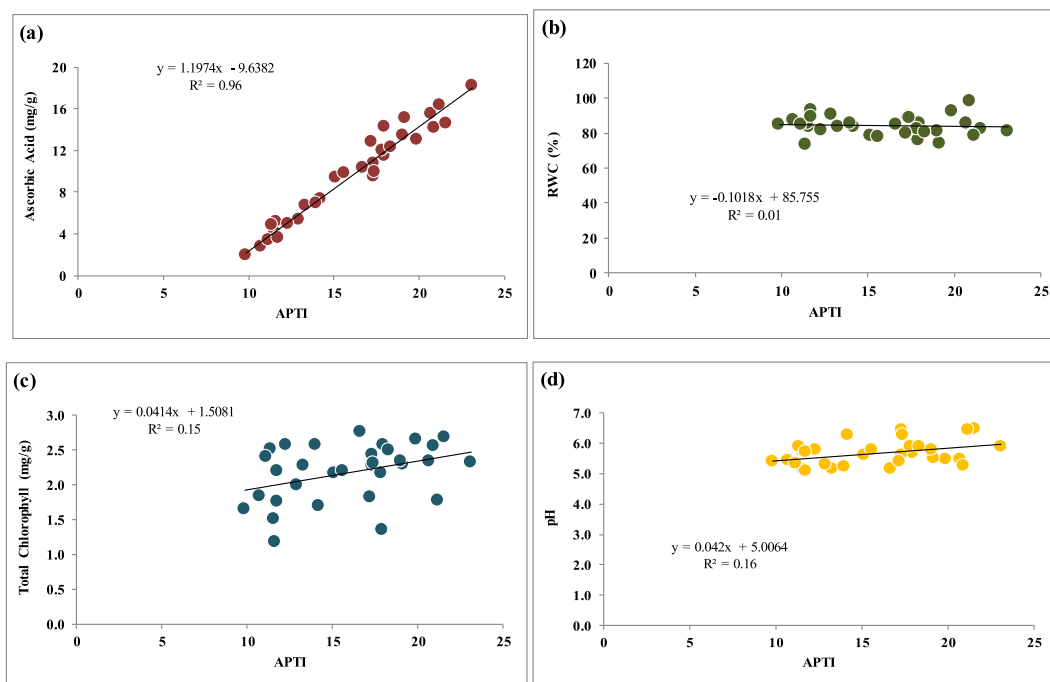 (a)
y = 1.1974x - 9.6382
R² = 0.96
20
16
12
8
4
0
0
5
10
15
20
25
Ascorbic Acid (mg/g)
APTI
(b)
120
100
80
60
40
20
0
0
5
10
15
20
25
y = -0.1018x + 85.755
R² = 0.01
RWC (%)
APTI
(c)
y = 0.0414x + 1.5081
R² = 0.15
3.0
2.5
2.0
1.5
1.0
0.5
0.0
0
5
10
15
20
25
Total Chlorophyll (mg/g)
APTI
(d)
7.0
6.0
5.0
4.0
3.0
2.0
1.0
0.0
0
5
10
15
20
25
y = 0.042x + 5.0064
R² = 0.16
pH
APTI